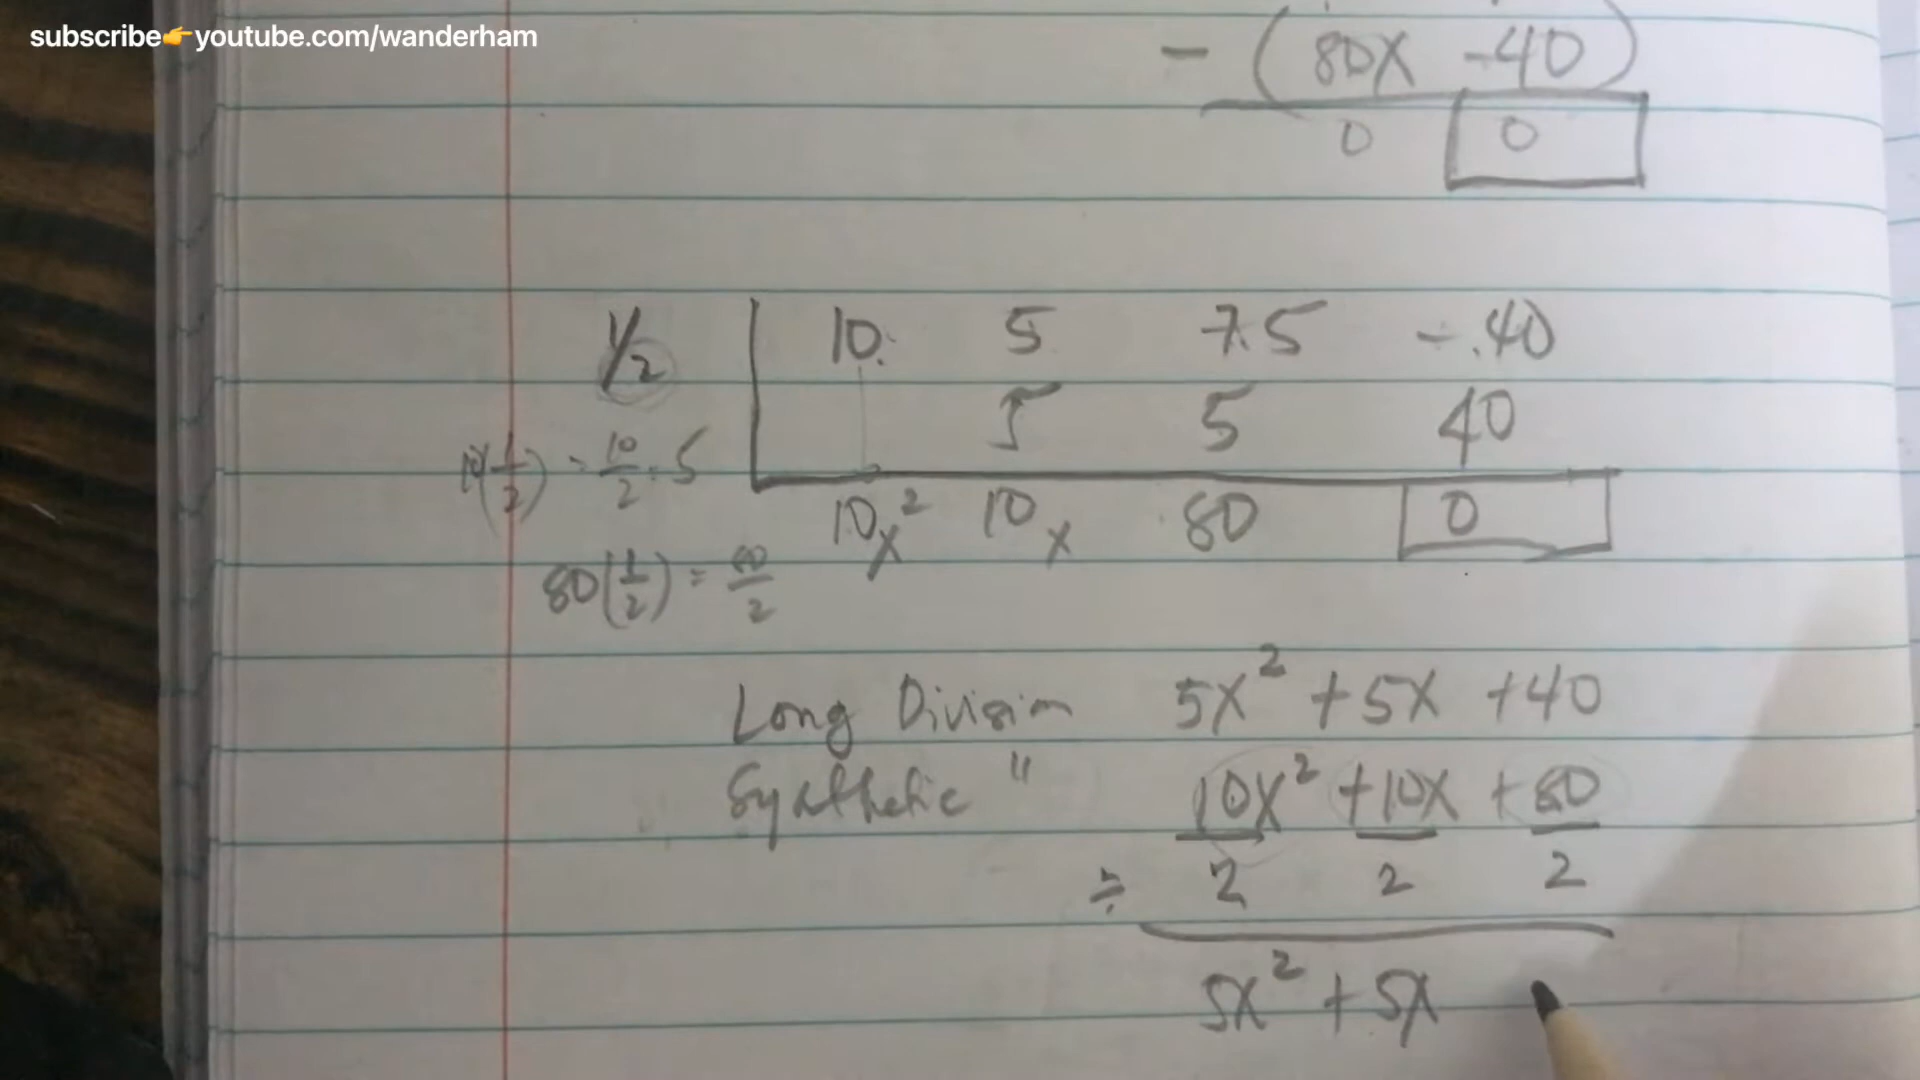 subscribe👉youtube.com/wanderham
- (80x -40)
0 0
1/2 10 5 75 -40
5 5 40
10(1/2) = 10/2 = 5
10x² 10x 80 0
80(1/2) = 80/2
Long Division 5x² +5x +40
Synthetic " 10x² +10x +80
÷ 2 2 2
5x² + 5x